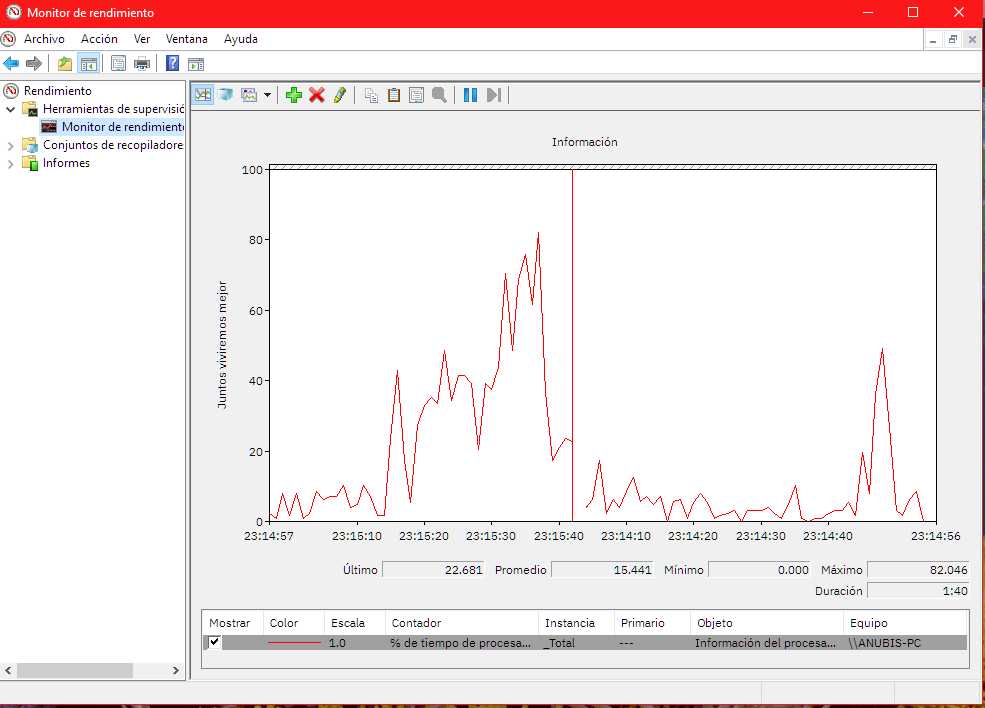 Monitor de rendimiento
Archivo Acción Ver Ventana Ayuda
Rendimiento
Herramientas de supervisió
Monitor de rendimiento
Conjuntos de recopiladore
Informes
Información
Juntos viviremos mejor
100
80
60
40
20
0
23:14:57 23:15:10 23:15:20 23:15:30 23:15:40 23:14:10 23:14:20 23:14:30 23:14:40 23:14:56
Último 22.681 Promedio 15.441 Mínimo 0.000 Máximo 82.046
Duración 1:40
Mostrar Color Escala Contador Instancia Primario Objeto Equipo
1.0 % de tiempo de procesa... _Total --- Información del procesa... \\ANUBIS-PC